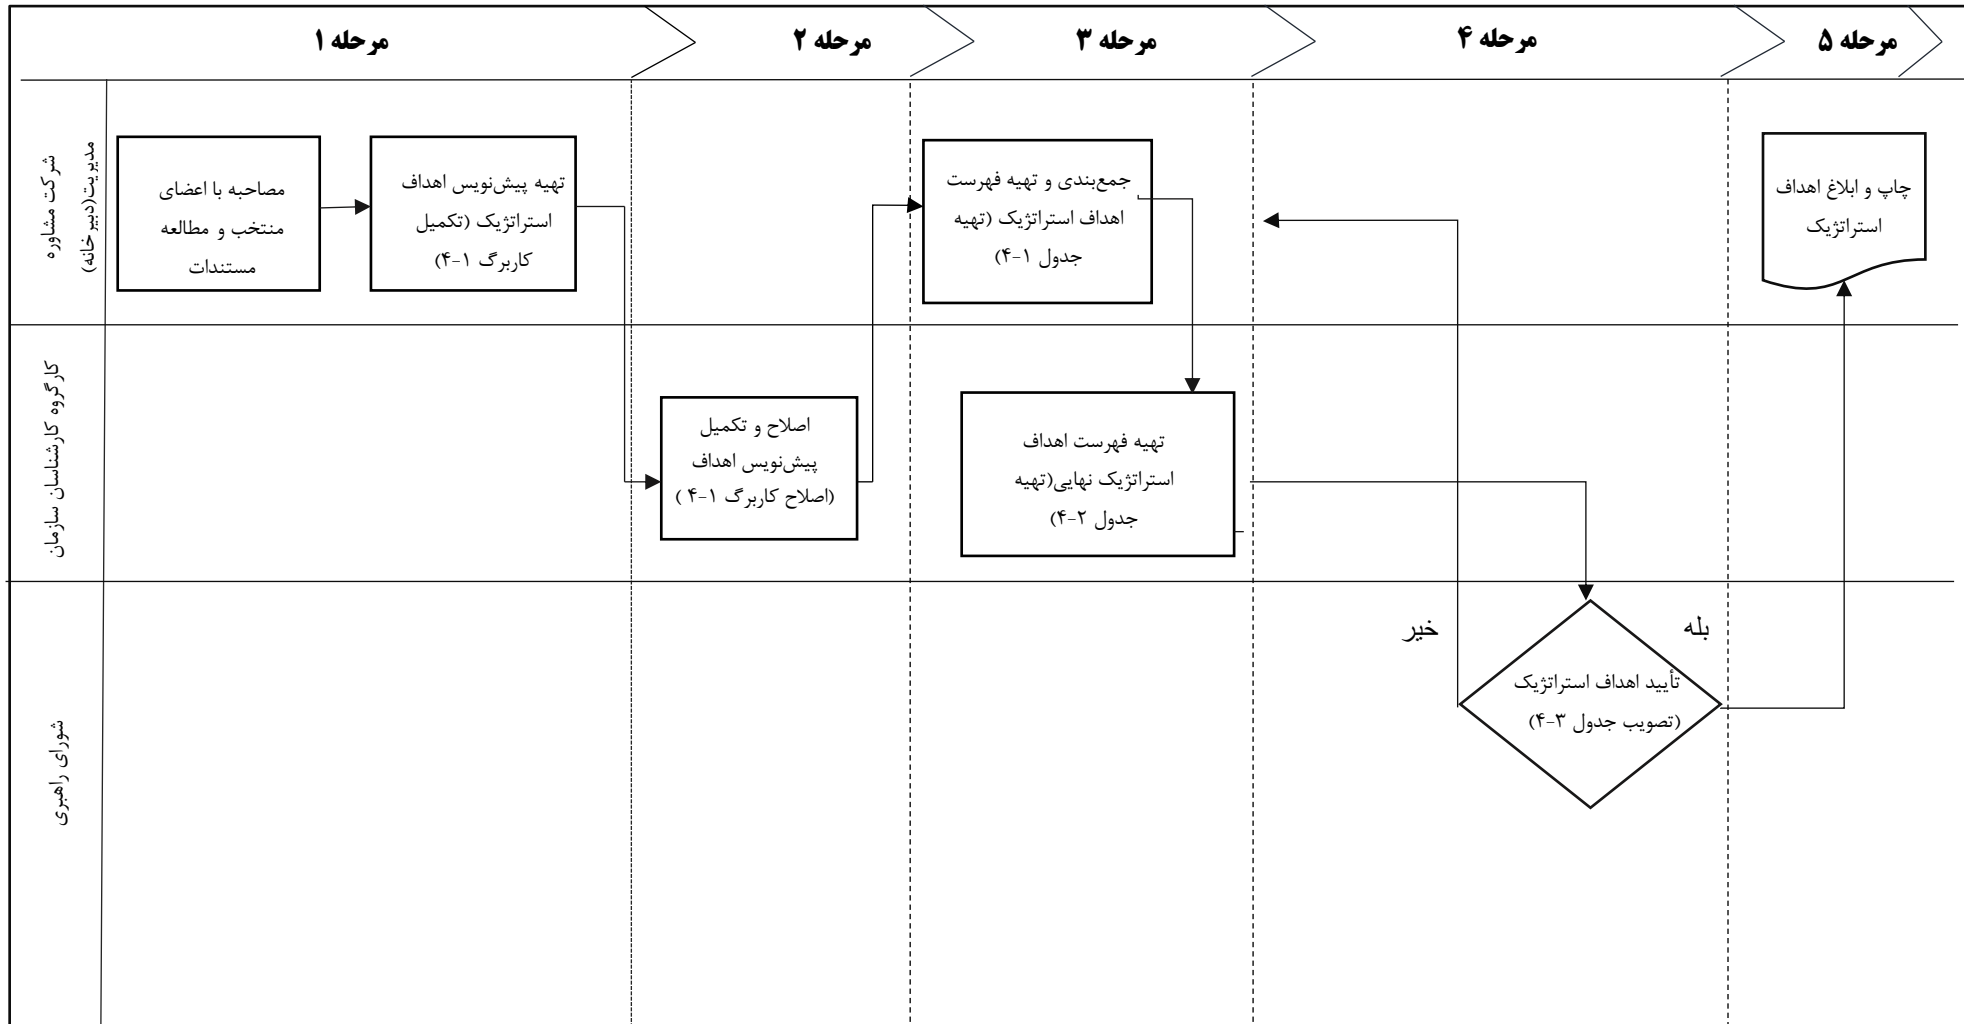 مرحله ۱
مرحله ۲
مرحله ۳
مرحله ۴
مرحله ۵
شرکت مشاوره
مدیریت(دبیرخانه)
مصاحبه با اعضای
منتخب و مطالعه
مستندات
تهیه پیش‌نویس اهداف
استراتژیک (تکمیل
کاربرگ ۱-۴)
جمع‌بندی و تهیه فهرست
اهداف استراتژیک (تهیه
جدول ۱-۴)
چاپ و ابلاغ اهداف
استراتژیک
کارگروه کارشناسان سازمان
اصلاح و تکمیل
پیش‌نویس اهداف
(اصلاح کاربرگ ۱-۴ )
تهیه فهرست اهداف
استراتژیک نهایی(تهیه
جدول ۲-۴)
شورای راهبری
خیر
بله
تأیید اهداف استراتژیک
(تصویب جدول ۳-۴)